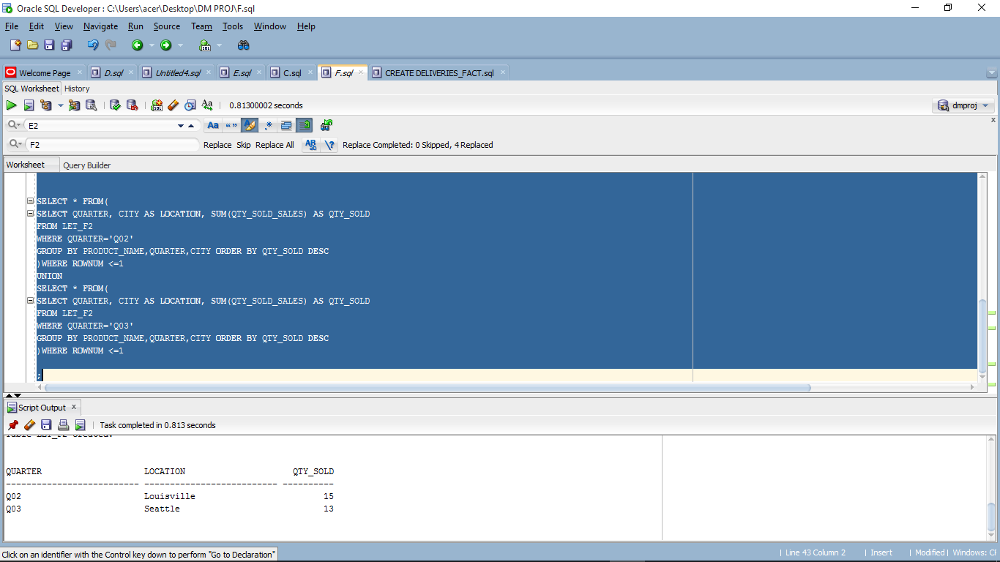 Oracle SQL Developer : C:\Users\acer\Desktop\DM PROJ\F.sql
File Edit View Navigate Run Source Team Tools Window Help
Welcome Page D.sql Untitled4.sql E.sql C.sql F.sql CREATE DELIVERIES_FACT.sql
SQL Worksheet History
0.81300002 seconds
dmproj
E2
Aa
F2
Replace Skip Replace All
Replace Completed: 0 Skipped, 4 Replaced
Worksheet Query Builder
SELECT * FROM(
SELECT QUARTER, CITY AS LOCATION, SUM(QTY_SOLD_SALES) AS QTY_SOLD
FROM LET_F2
WHERE QUARTER='Q02'
GROUP BY PRODUCT_NAME,QUARTER,CITY ORDER BY QTY_SOLD DESC
)WHERE ROWNUM <=1
UNION
SELECT * FROM(
SELECT QUARTER, CITY AS LOCATION, SUM(QTY_SOLD_SALES) AS QTY_SOLD
FROM LET_F2
WHERE QUARTER='Q03'
GROUP BY PRODUCT_NAME,QUARTER,CITY ORDER BY QTY_SOLD DESC
)WHERE ROWNUM <=1
;
Script Output x
Task completed in 0.813 seconds
Table LET_F2 created.
QUARTER LOCATION QTY_SOLD
-------------------------- -------------------------- ----------
Q02 Louisville 15
Q03 Seattle 13
Click on an identifier with the Control key down to perform "Go to Declaration"
Line 43 Column 2 | Insert | Modified | Windows: CF